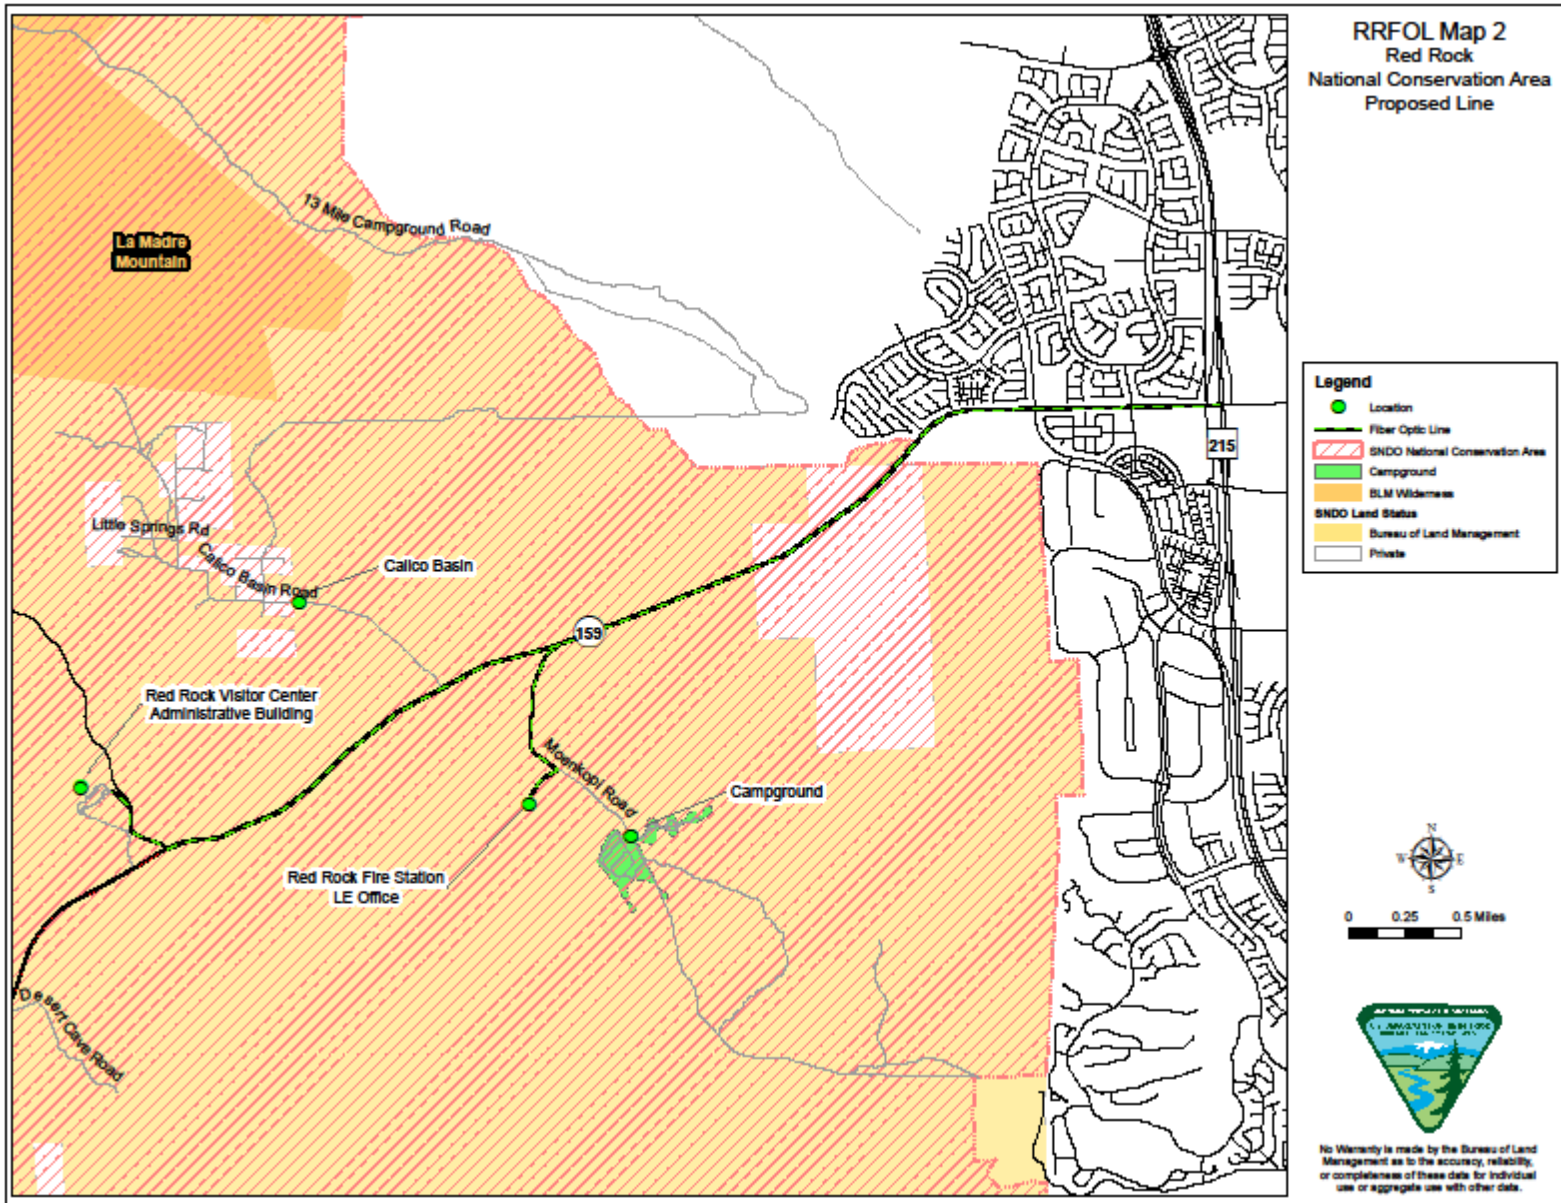 RRFOL Map 2
Red Rock
National Conservation Area
Proposed Line
13 Mile Campground Road
La Madre
Mountain
Legend
Location
Fiber Optic Line
SNDO National Conservation Area
Campground
BLM Wilderness
SNDO Land Status
Bureau of Land Management
Private
215
Little Springs Rd
Calico Basin Road
Calico Basin
159
Red Rock Visitor Center
Administrative Building
Moenkopi Road
Campground
Red Rock Fire Station
LE Office
Desert Cave Road
N
W
E
S
0 0.25 0.5 Miles
No Warranty is made by the Bureau of Land
Management as to the accuracy, reliability,
or completeness of these data for individual
use or aggregate use with other data.